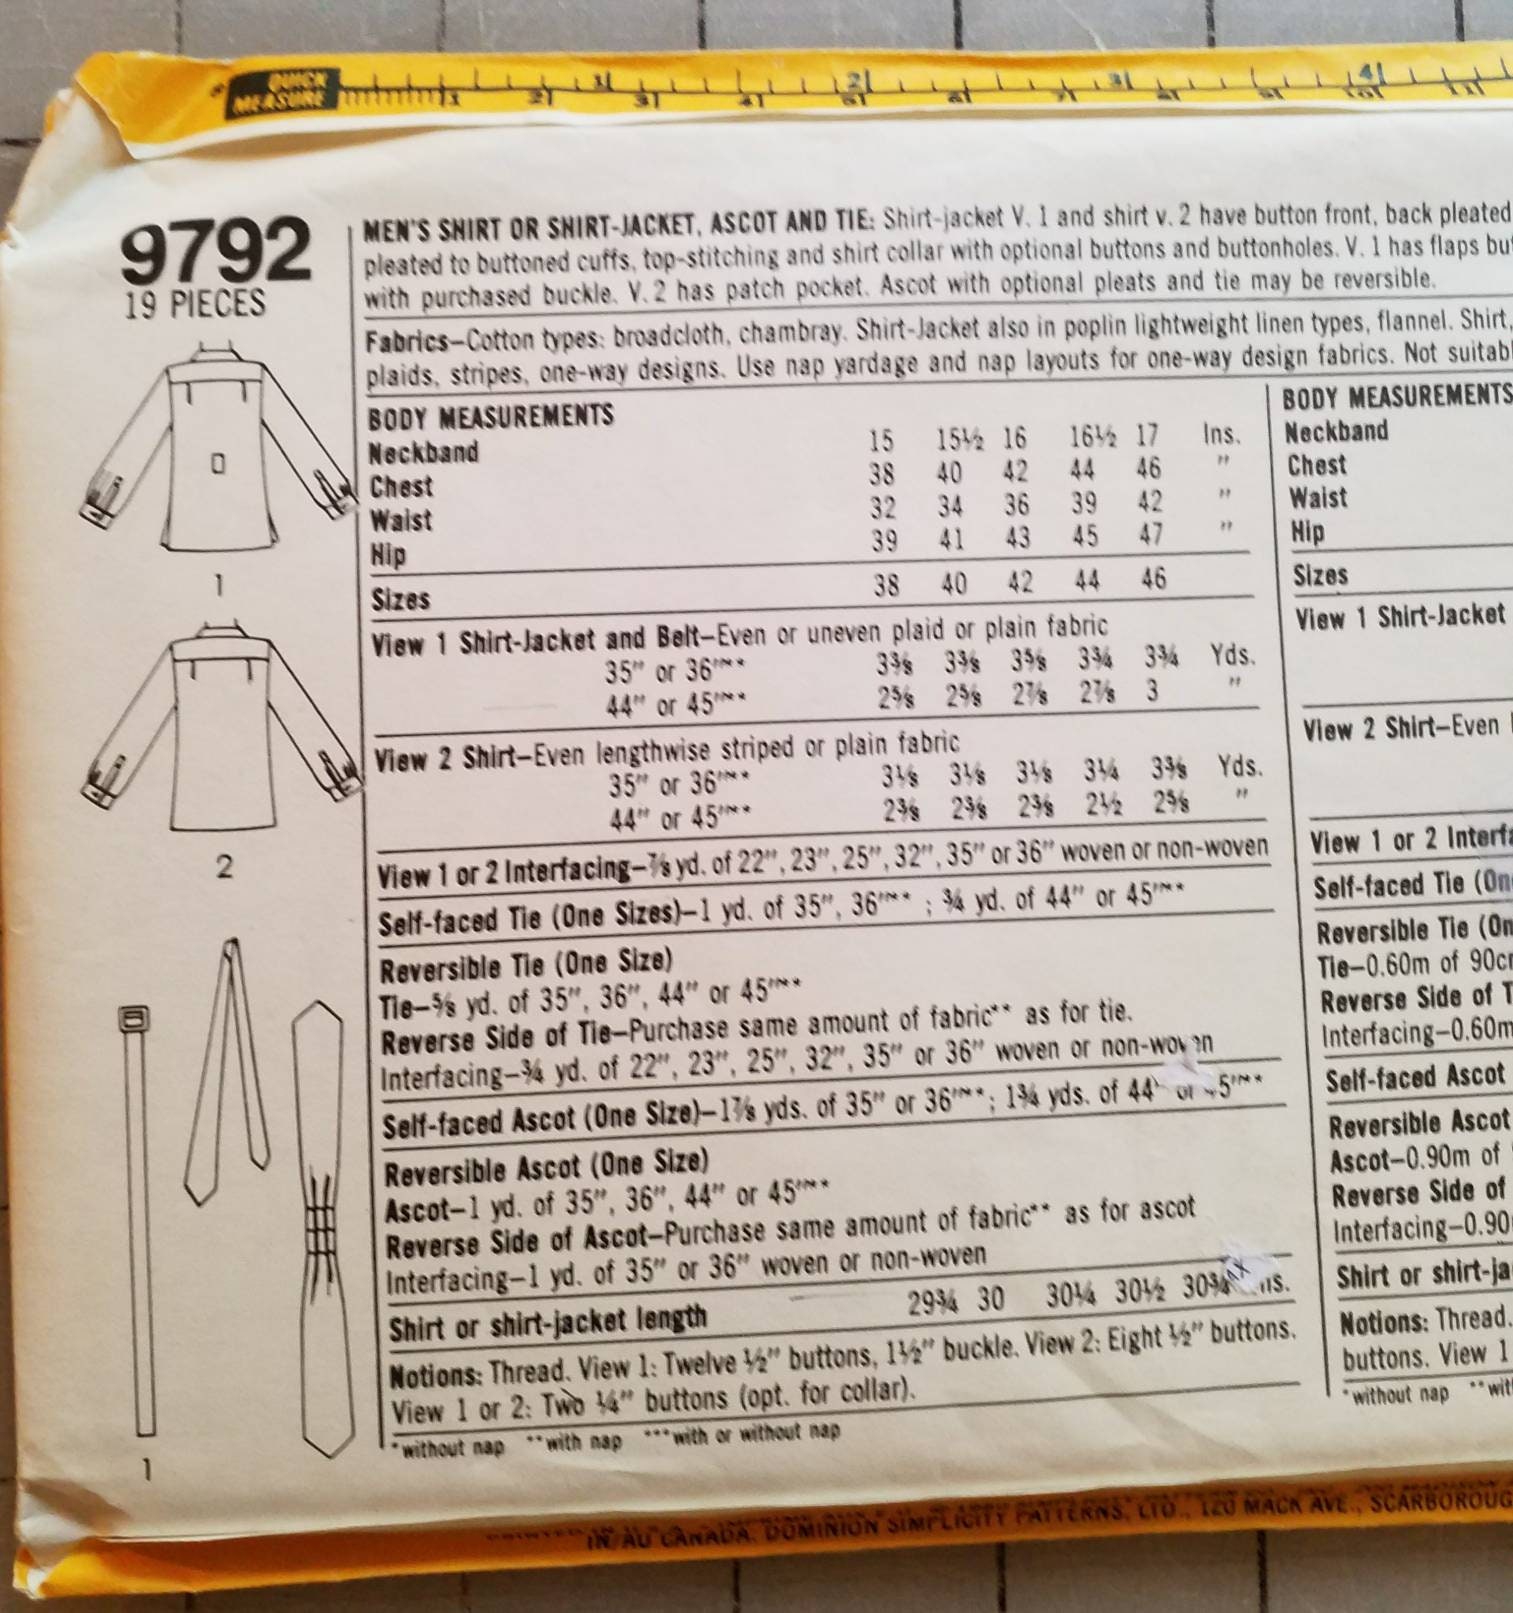 QUICK
MEASURE
9792
19 PIECES
1
2
1
MEN'S SHIRT OR SHIRT-JACKET, ASCOT AND TIE: Shirt-jacket V. 1 and shirt v. 2 have button front, back pleated
pleated to buttoned cuffs, top-stitching and shirt collar with optional buttons and buttonholes. V. 1 has flaps
with purchased buckle. V. 2 has patch pocket. Ascot with optional pleats and tie may be reversible.
Fabrics—Cotton types: broadcloth, chambray. Shirt-Jacket also in poplin lightweight linen types, flannel. Shirt,
plaids, stripes, one-way designs. Use nap yardage and nap layouts for one-way design fabrics. Not
BODY MEASUREMENTS
Neckband 15 15½ 16 16½ 17 Ins.
Chest 38 40 42 44 46 "
Waist 32 34 36 39 42 "
Hip 39 41 43 45 47 "
Sizes 38 40 42 44 46
View 1 Shirt-Jacket and Belt—Even or uneven plaid or plain fabric
35" or 36"*** 3⅜ 3⅜ 3⅝ 3¾ 3¾ Yds.
44" or 45"*** 2⅝ 2⅝ 2⅞ 2⅞ 3 "
View 2 Shirt—Even lengthwise striped or plain fabric
35" or 36"*** 3⅛ 3⅛ 3⅛ 3¼ 3⅜ Yds.
44" or 45"*** 2⅜ 2⅜ 2⅜ 2½ 2⅝ "
View 1 or 2 Interfacing—⅞ yd. of 22", 23", 25", 32", 35" or 36" woven or non-woven
Self-faced Tie (One Sizes)—1 yd. of 35", 36"*** ; ¾ yd. of 44" or 45"***
Reversible Tie (One Size)
Tie—⅝ yd. of 35", 36", 44" or 45"***
Reverse Side of Tie—Purchase same amount of fabric** as for tie.
Interfacing—¾ yd. of 22", 23", 25", 32", 35" or 36" woven or non-woven
Self-faced Ascot (One Size)—1⅞ yds. of 35" or 36"***; 1¾ yds. of 44" or 45"***
Reversible Ascot (One Size)
Ascot—1 yd. of 35", 36", 44" or 45"***
Reverse Side of Ascot—Purchase same amount of fabric** as for ascot
Interfacing—1 yd. of 35" or 36" woven or non-woven
Shirt or shirt-jacket length 29¾ 30 30¼ 30½ 30¾ Ins.
Notions: Thread. View 1: Twelve ½" buttons, 1½" buckle. View 2: Eight ½" buttons.
View 1 or 2: Two ¼" buttons (opt. for collar).
*without nap **with nap ***with or without nap
BODY MEASUREMENTS
Neckband
Chest
Waist
Hip
Sizes
View 1 Shirt-Jacket
View 2 Shirt—Even
View 1 or 2
Self-faced Tie
Reversible Tie
Tie—0.60m of
Reverse Side of
Interfacing—0.60m
Self-faced Ascot
Reversible Ascot
Ascot—0.90m of
Reverse Side of
Interfacing—0.90
Shirt or
Notions: Thread.
buttons. View 1
*without nap
IN/AU CANADA, DOMINION SIMPLICITY PATTERNS, LTD., 120 MACK AVE.,